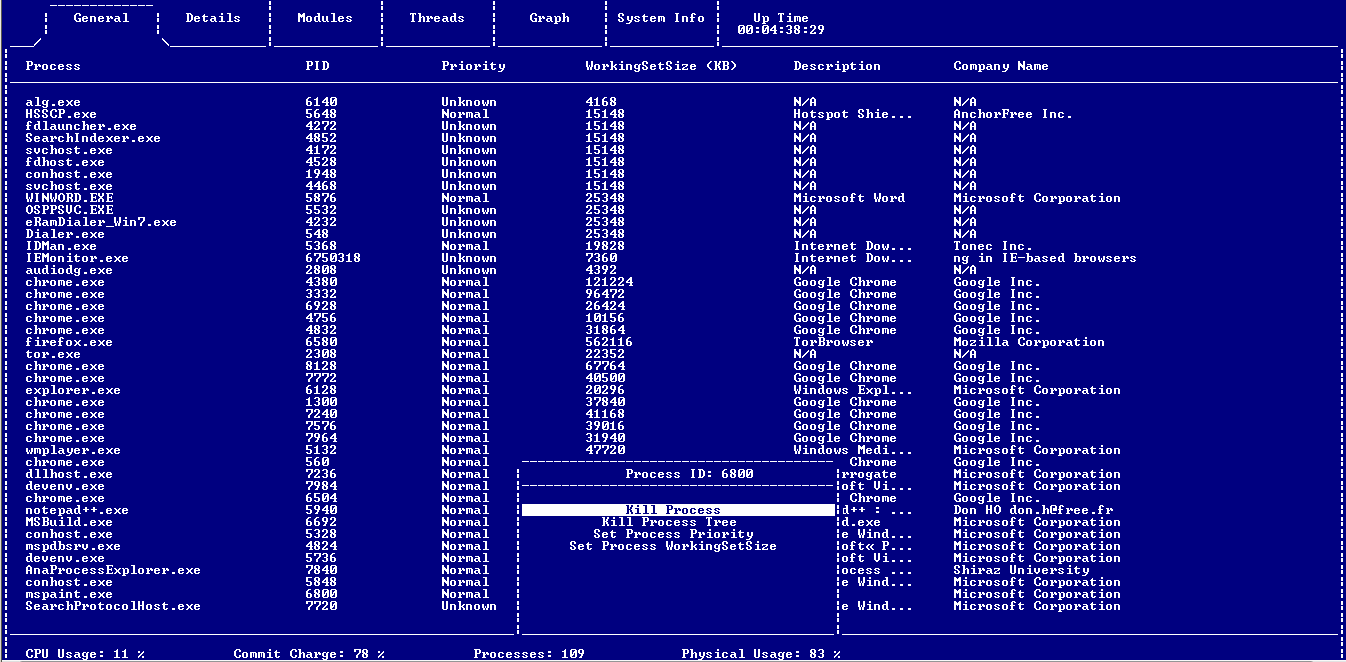 General Details Modules Threads Graph System Info Up Time
00:04:38:29
Process PID Priority WorkingSetSize (KB) Description Company Name
alg.exe 6140 Unknown 4168 N/A N/A
HSSCP.exe 5648 Normal 15148 Hotspot Shie... AnchorFree Inc.
fdlauncher.exe 4272 Unknown 15148 N/A N/A
SearchIndexer.exe 4852 Unknown 15148 N/A N/A
svchost.exe 4172 Unknown 15148 N/A N/A
fdhost.exe 4528 Unknown 15148 N/A N/A
conhost.exe 1948 Unknown 15148 N/A N/A
svchost.exe 4468 Unknown 15148 N/A N/A
WINWORD.EXE 5876 Normal 25348 Microsoft Word Microsoft Corporation
OSPPSVC.EXE 5532 Unknown 25348 N/A N/A
eRamDialer_Win7.exe 4232 Unknown 25348 N/A N/A
Dialer.exe 548 Unknown 25348 N/A N/A
IDMan.exe 5368 Normal 19828 Internet Dow... Tonec Inc.
IEMonitor.exe 6750318 Unknown 7360 Internet Dow... ng in IE-based browsers
audiodg.exe 2808 Unknown 4392 N/A N/A
chrome.exe 4380 Normal 121224 Google Chrome Google Inc.
chrome.exe 3332 Normal 96472 Google Chrome Google Inc.
chrome.exe 6928 Normal 26424 Google Chrome Google Inc.
chrome.exe 4756 Normal 10156 Google Chrome Google Inc.
chrome.exe 4832 Normal 31864 Google Chrome Google Inc.
firefox.exe 6580 Normal 562116 TorBrowser Mozilla Corporation
tor.exe 2308 Normal 22352 N/A N/A
chrome.exe 8128 Normal 67764 Google Chrome Google Inc.
chrome.exe 7772 Normal 40500 Google Chrome Google Inc.
explorer.exe 6128 Normal 20296 Windows Expl... Microsoft Corporation
chrome.exe 1300 Normal 37840 Google Chrome Google Inc.
chrome.exe 7240 Normal 41168 Google Chrome Google Inc.
chrome.exe 7576 Normal 39016 Google Chrome Google Inc.
chrome.exe 7964 Normal 31940 Google Chrome Google Inc.
wmplayer.exe 5132 Normal 47720 Windows Medi... Microsoft Corporation
chrome.exe 560 Normal Chrome Google Inc.
dllhost.exe 7236 Normal Process ID: 6800 rrogate Microsoft Corporation
devenv.exe 7984 Normal oft Vi... Microsoft Corporation
chrome.exe 6504 Normal Chrome Google Inc.
notepad++.exe 5940 Normal Kill Process d++ : ... Don HO don.h@free.fr
MSBuild.exe 6692 Normal Kill Process Tree d.exe Microsoft Corporation
conhost.exe 5328 Normal Set Process Priority e Wind... Microsoft Corporation
mspdbsrv.exe 4824 Normal Set Process WorkingSetSize oft« P... Microsoft Corporation
devenv.exe 5736 Normal oft Vi... Microsoft Corporation
AnaProcessExplorer.exe 7840 Normal ocess ... Shiraz University
conhost.exe 5848 Normal e Wind... Microsoft Corporation
mspaint.exe 6800 Normal Microsoft Corporation
SearchProtocolHost.exe 7720 Unknown e Wind... Microsoft Corporation
CPU Usage: 11 % Commit Charge: 78 % Processes: 109 Physical Usage: 83 %